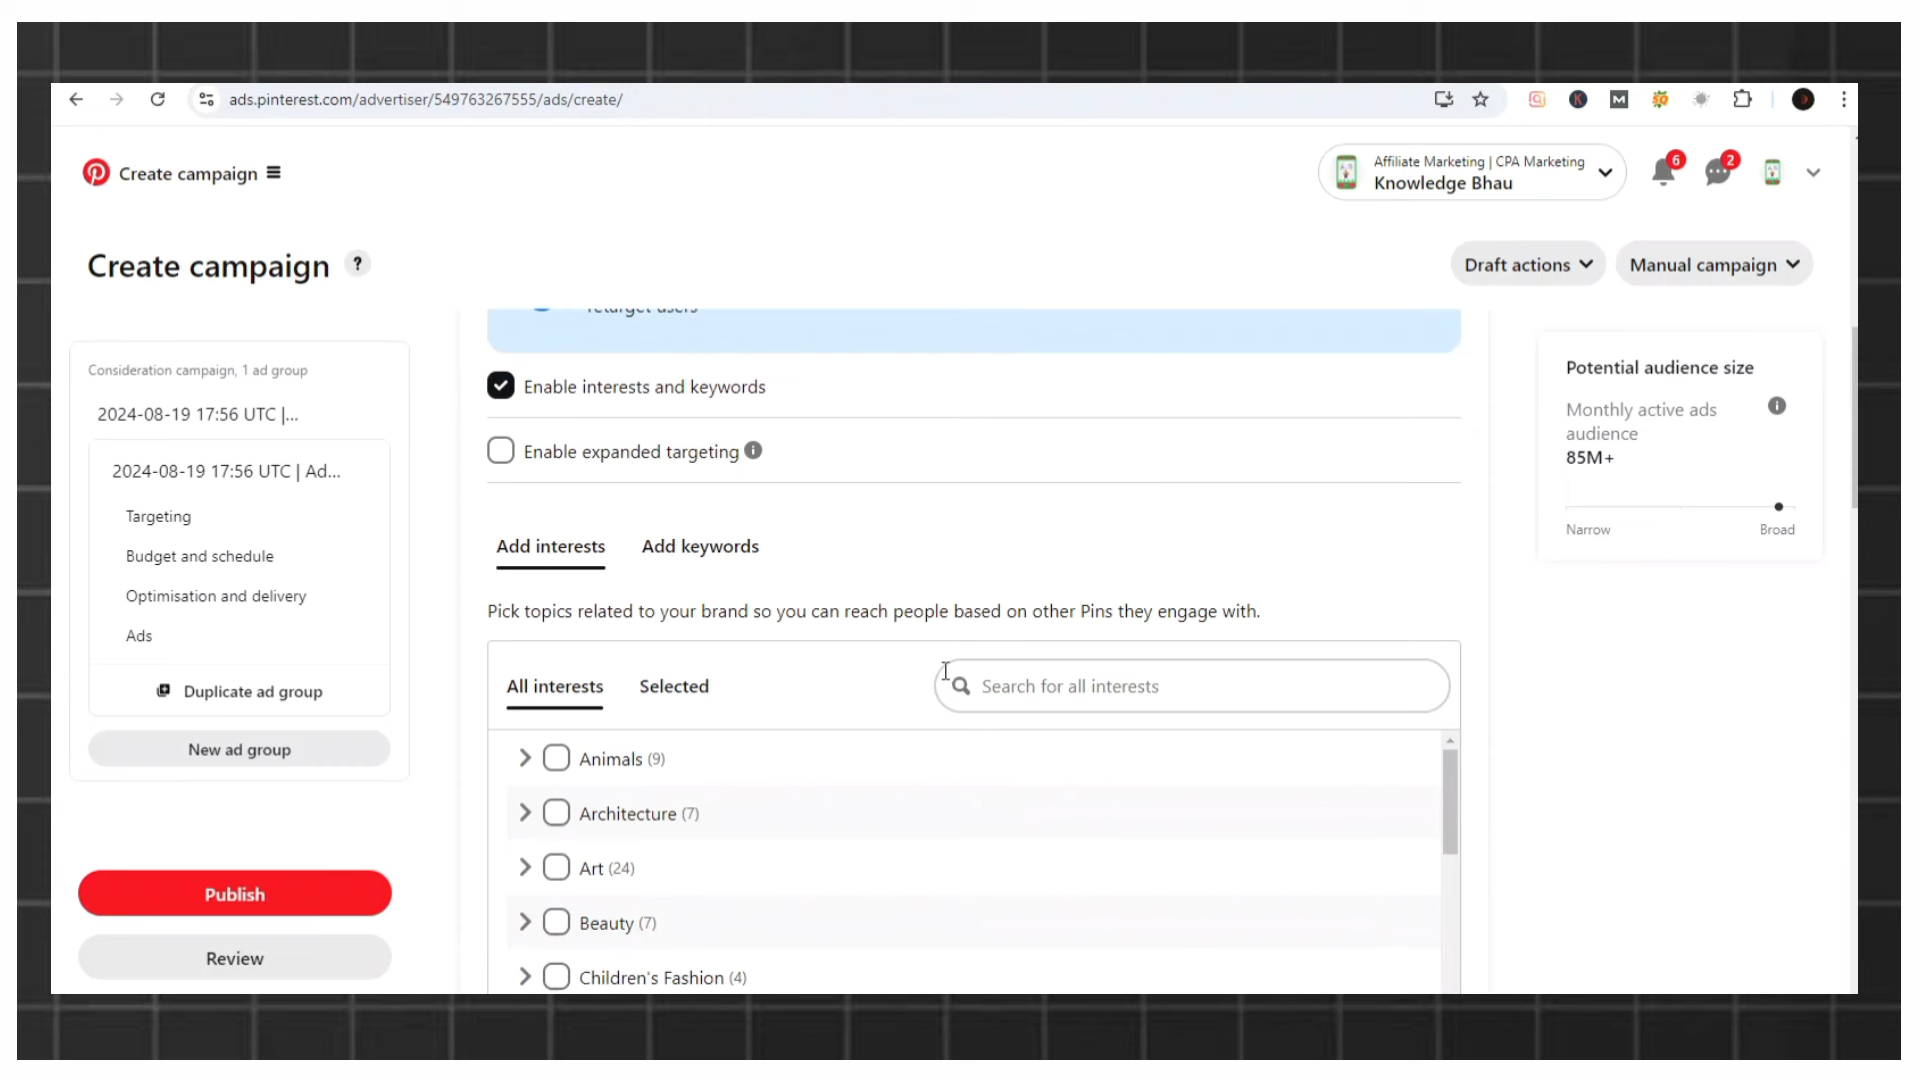 ads.pinterest.com/advertiser/549763267555/ads/create/
Create campaign
Affiliate Marketing | CPA Marketing
Knowledge Bhau
6
2
Create campaign ?
Draft actions
Manual campaign
Consideration campaign, 1 ad group
2024-08-19 17:56 UTC |...
2024-08-19 17:56 UTC | Ad...
Targeting
Budget and schedule
Optimisation and delivery
Ads
Duplicate ad group
New ad group
Publish
Review
retarget users
Enable interests and keywords
Enable expanded targeting
Add interests
Add keywords
Pick topics related to your brand so you can reach people based on other Pins they engage with.
All interests
Selected
Search for all interests
Animals (9)
Architecture (7)
Art (24)
Beauty (7)
Children's Fashion (4)
Potential audience size
Monthly active ads
audience
85M+
Narrow
Broad